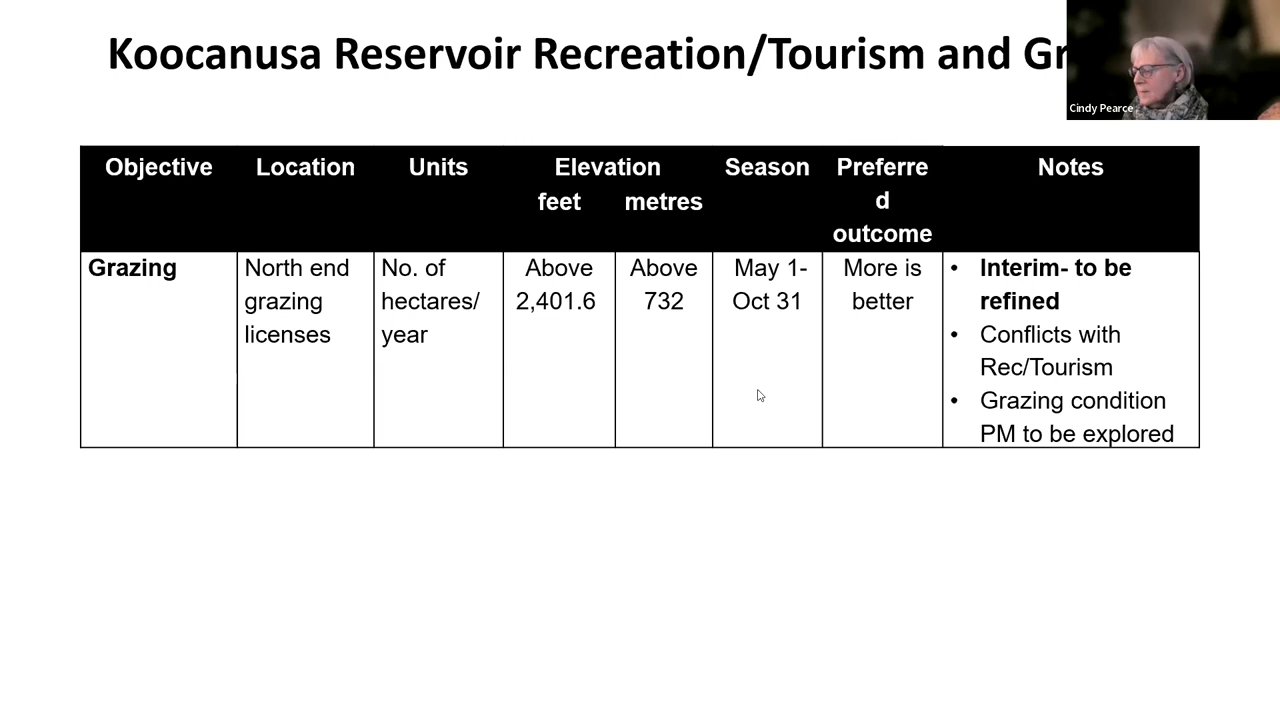 Koocanusa Reservoir Recreation/Tourism and Gr
Cindy Pearce
Objective Location Units Elevation Season Preferre Notes
feet metres d
outcome
Grazing North end No. of Above Above May 1- More is • Interim- to be
grazing hectares/ 2,401.6 732 Oct 31 better refined
licenses year • Conflicts with
Rec/Tourism
• Grazing condition
PM to be explored